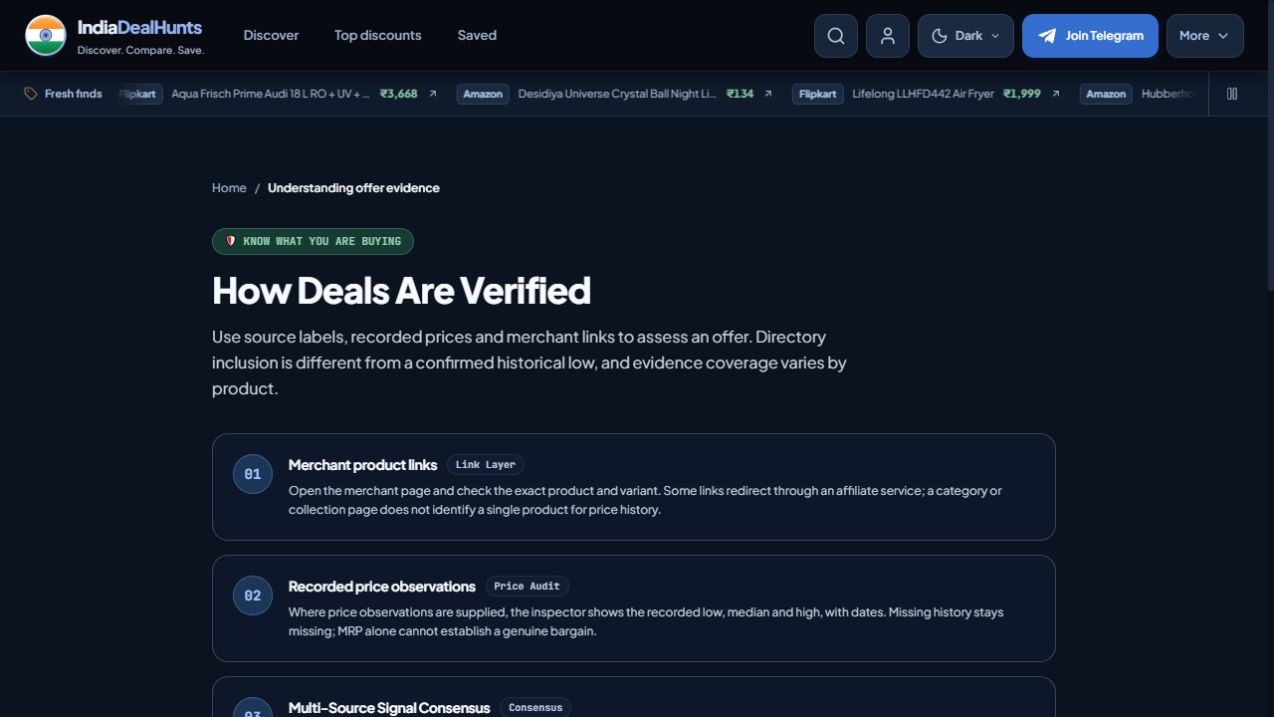 IndiaDealHunts
Discover. Compare. Save.
Discover
Top discounts
Saved
Dark
Join Telegram
More
Fresh finds
Flipkart Aqua Frisch Prime Audi 18 L RO + UV + ... ₹3,668
Amazon Desidiya Universe Crystal Ball Night Li... ₹134
Flipkart Lifelong LLHFD442 Air Fryer ₹1,999
Amazon
Home / Understanding offer evidence
KNOW WHAT YOU ARE BUYING
How Deals Are Verified
Use source labels, recorded prices and merchant links to assess an offer. Directory
inclusion is different from a confirmed historical low, and evidence coverage varies by
product.
01
Merchant product links Link Layer
Open the merchant page and check the exact product and variant. Some links redirect through an affiliate service; a category or
collection page does not identify a single product for price history.
02
Recorded price observations Price Audit
Where price observations are supplied, the inspector shows the recorded low, median and high, with dates. Missing history stays
missing; MRP alone cannot establish a genuine bargain.
03
Multi-Source Signal Consensus Consensus